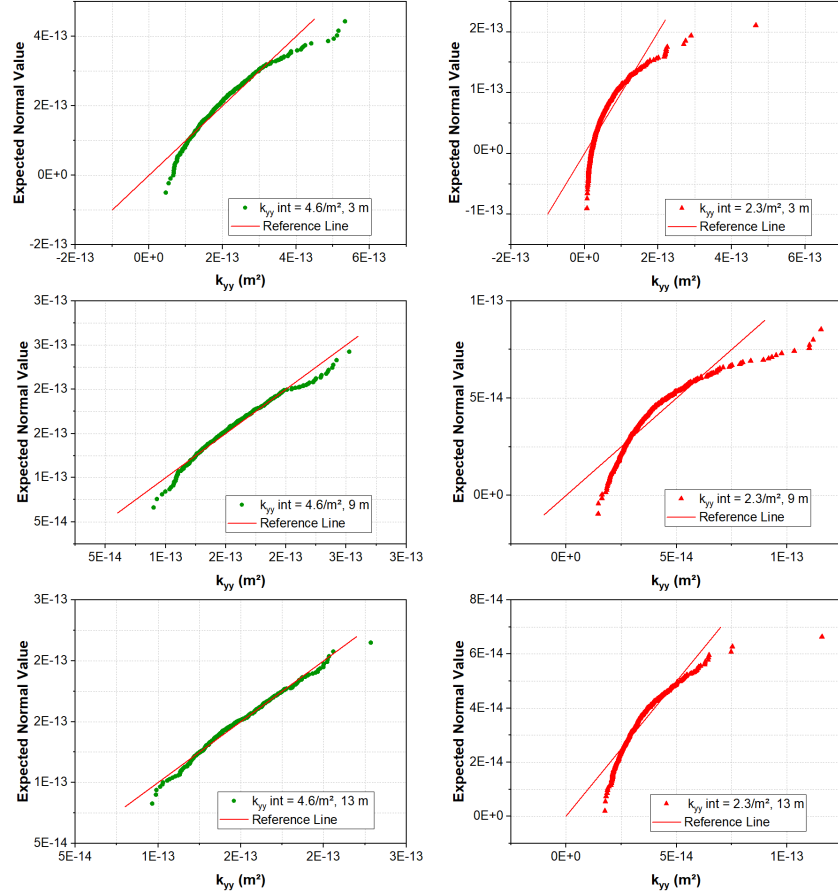 Expected Normal Value
4E-13
2E-13
0E+0
-2E-13
-2E-13
0E+0
2E-13
4E-13
6E-13
kyy (m²)
kyy int = 4.6/m², 3 m
Reference Line
Expected Normal Value
2E-13
1E-13
0E+0
-1E-13
-2E-13
0E+0
2E-13
4E-13
6E-13
kyy (m²)
kyy int = 2.3/m², 3 m
Reference Line
Expected Normal Value
3E-13
3E-13
2E-13
2E-13
1E-13
5E-14
5E-14
1E-13
2E-13
2E-13
3E-13
3E-13
kyy (m²)
kyy int = 4.6/m², 9 m
Reference Line
Expected Normal Value
1E-13
5E-14
0E+0
0E+0
5E-14
1E-13
kyy (m²)
kyy int = 2.3/m², 9 m
Reference Line
Expected Normal Value
3E-13
2E-13
2E-13
1E-13
5E-14
5E-14
1E-13
2E-13
2E-13
3E-13
kyy (m²)
kyy int = 4.6/m², 13 m
Reference Line
Expected Normal Value
8E-14
6E-14
4E-14
2E-14
0E+0
0E+0
5E-14
1E-13
kyy (m²)
kyy int = 2.3/m², 13 m
Reference Line